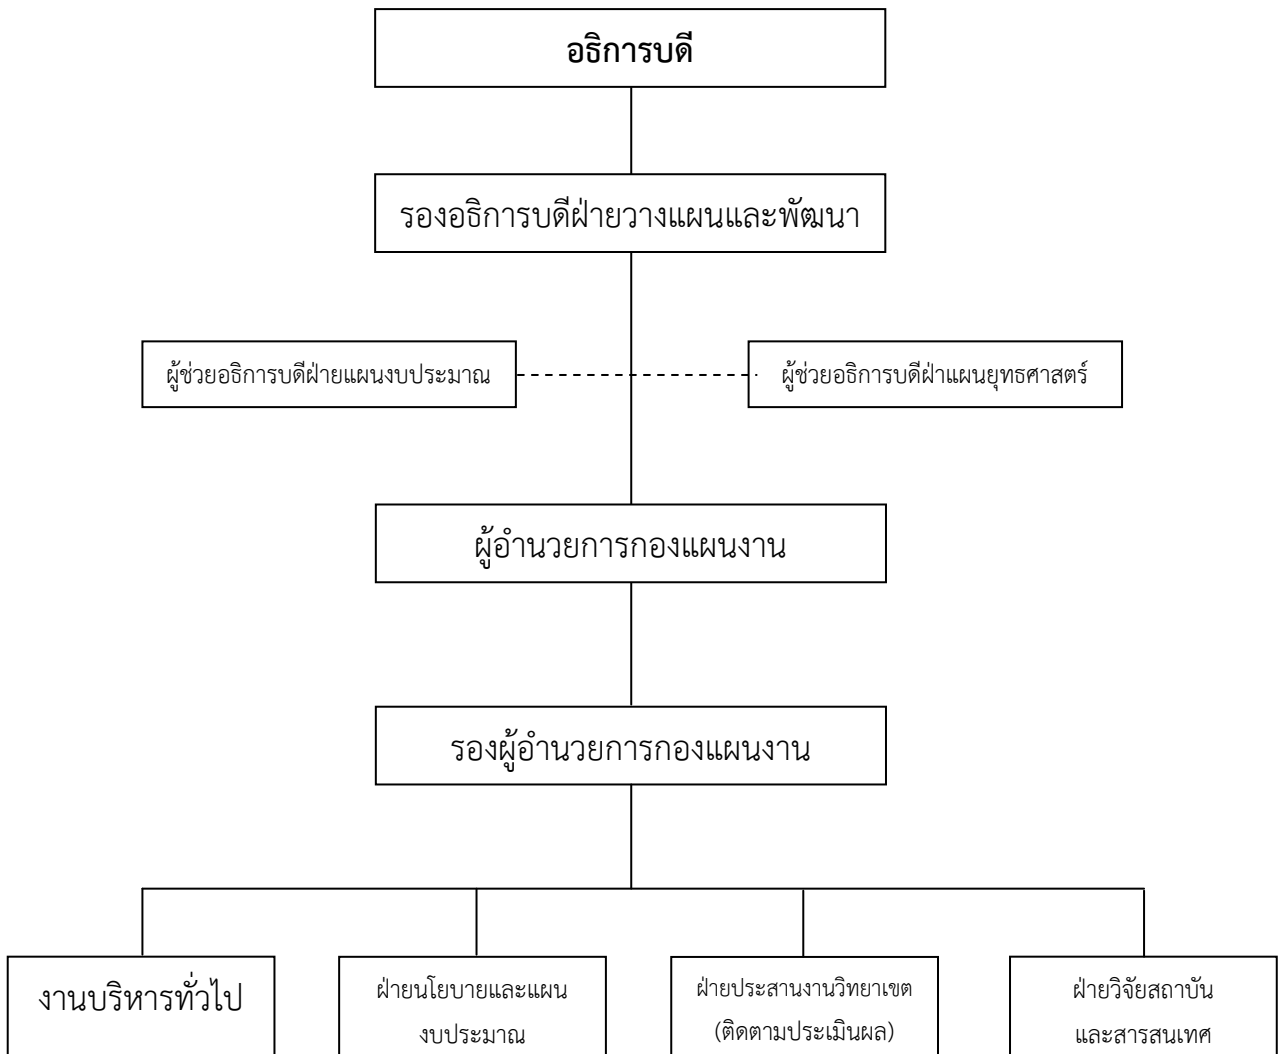 อธิการบดี
รองอธิการบดีฝ่ายวางแผนและพัฒนา
ผู้ช่วยอธิการบดีฝ่ายแผนงบประมาณ
ผู้ช่วยอธิการบดีฝ่าแผนยุทธศาสตร์
ผู้อำนวยการกองแผนงาน
รองผู้อำนวยการกองแผนงาน
งานบริหารทั่วไป
ฝ่ายนโยบายและแผน
งบประมาณ
ฝ่ายประสานงานวิทยาเขต
(ติดตามประเมินผล)
ฝ่ายวิจัยสถาบัน
และสารสนเทศ